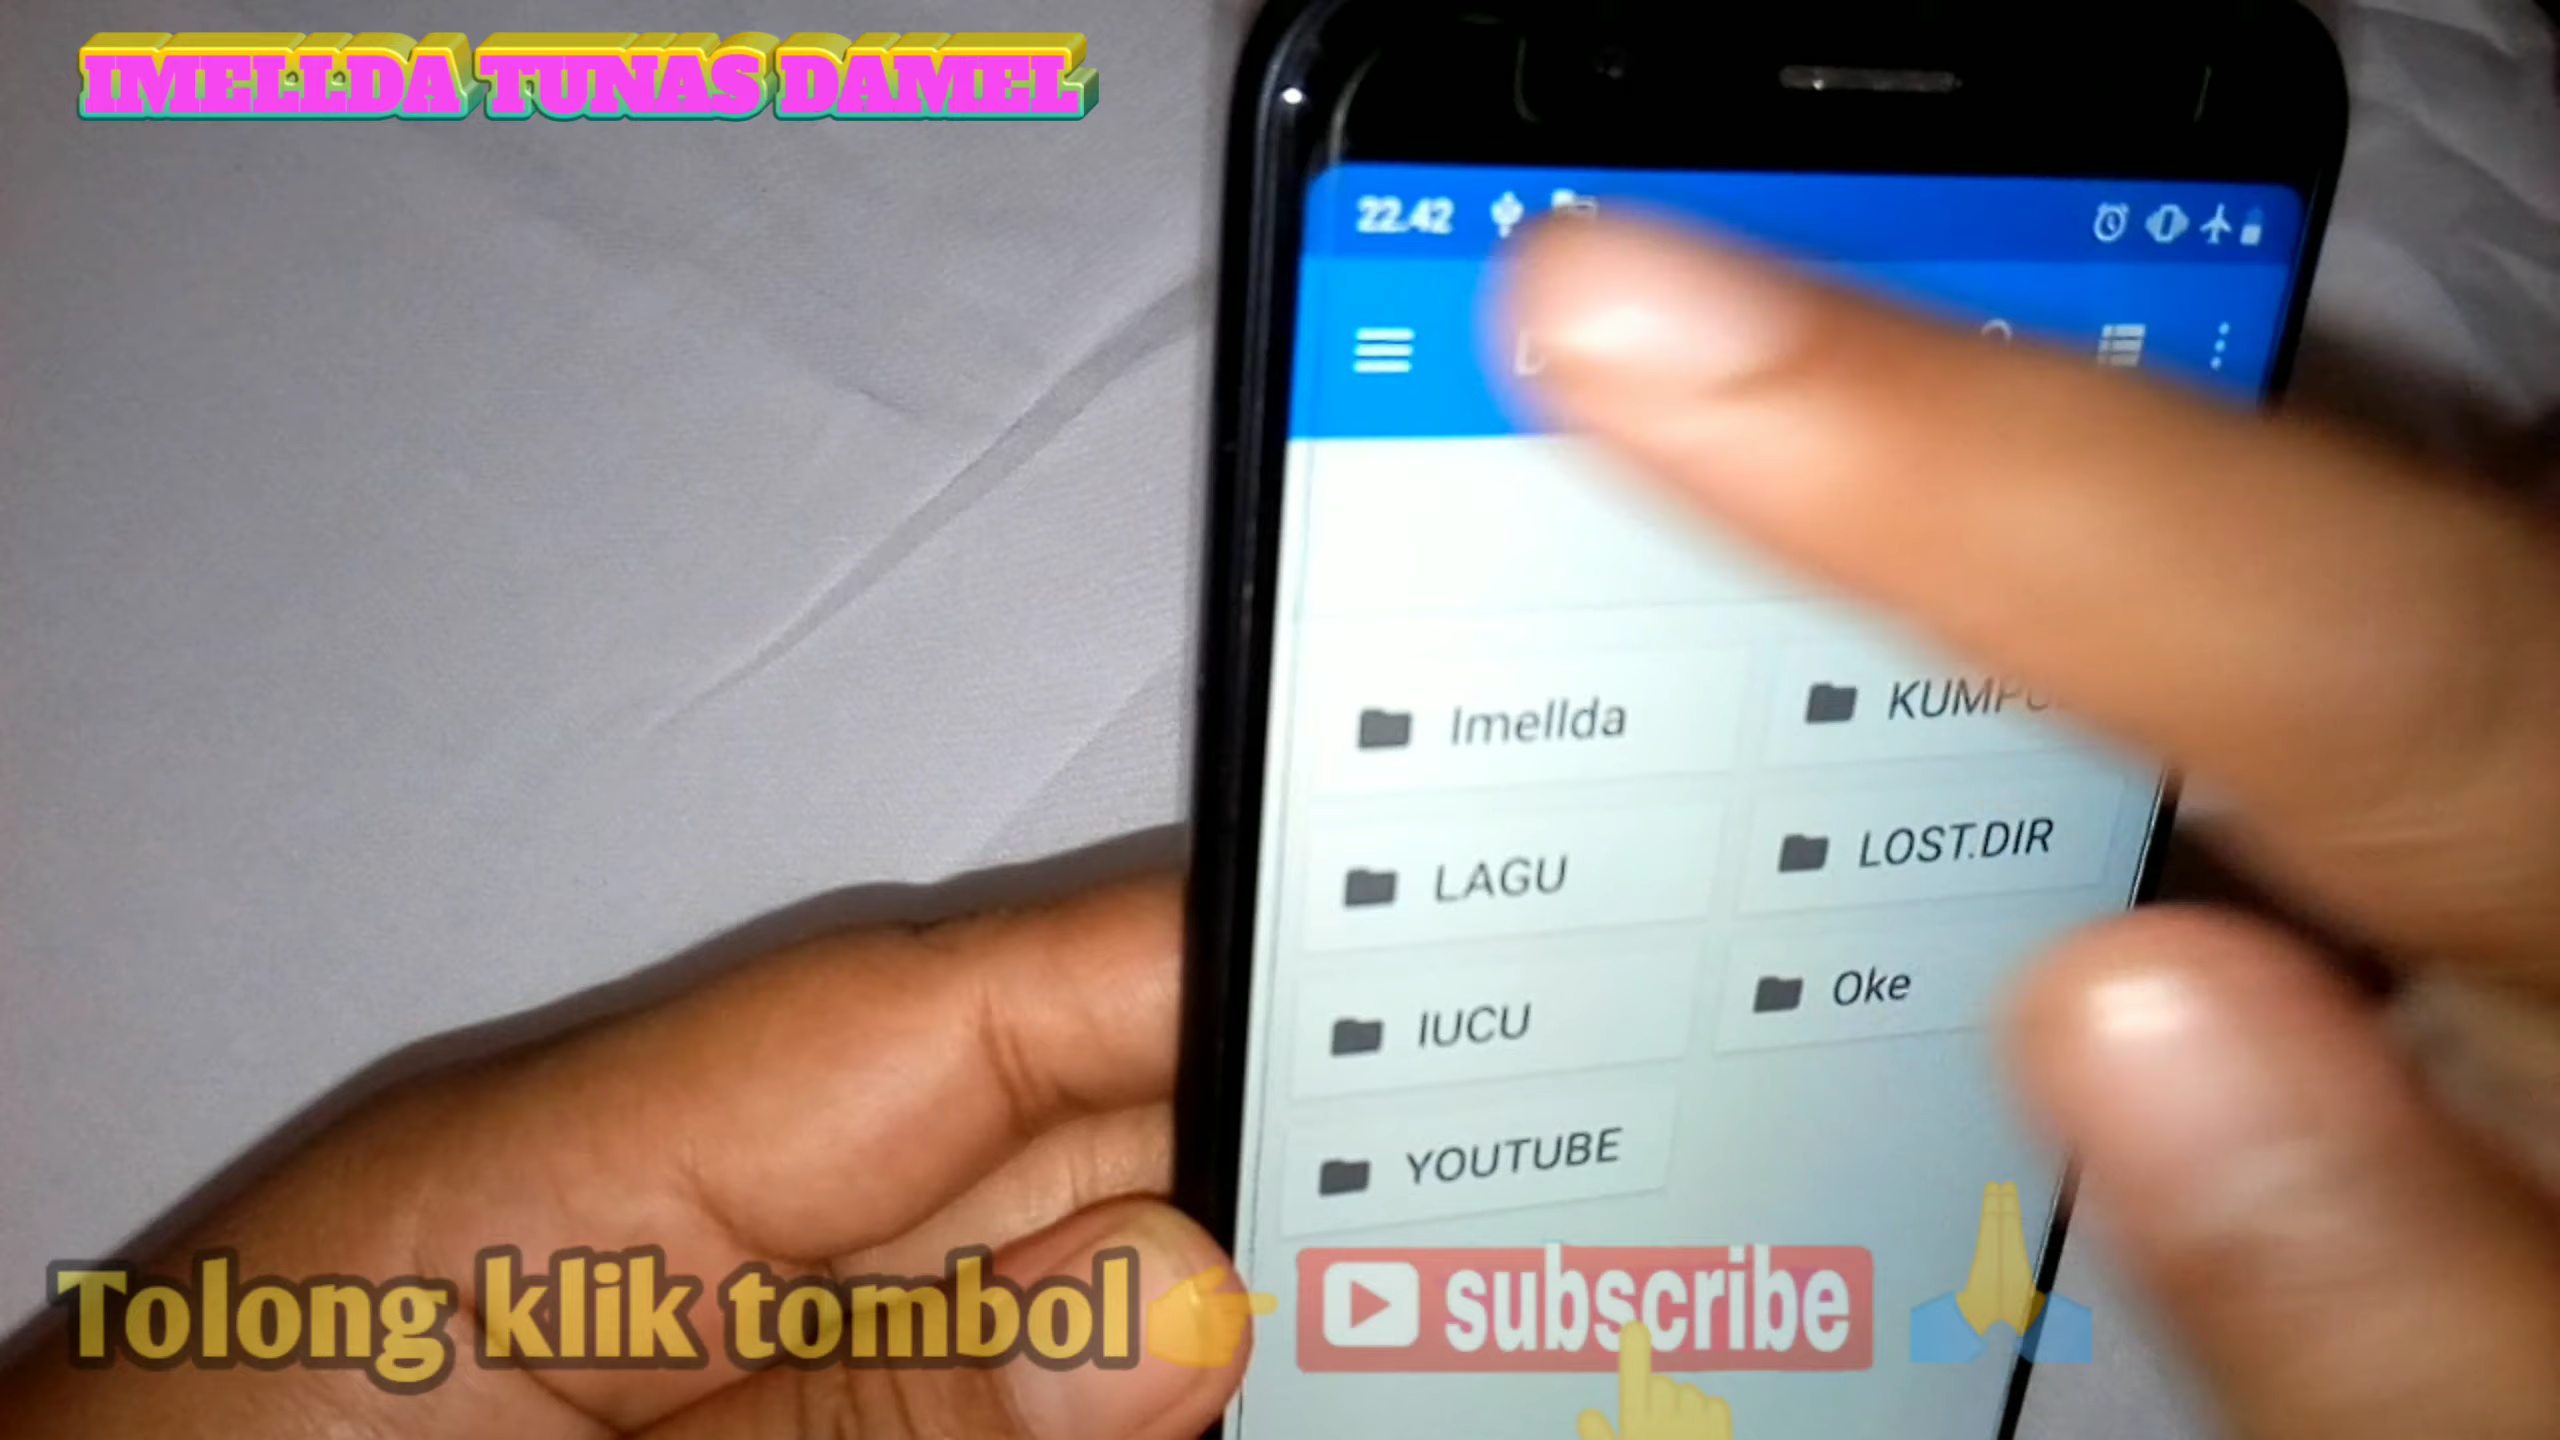 IMELLDA TUNAS DAMEL
22.42
Imellda
LAGU
LOST.DIR
IUCU
Oke
YOUTUBE
Tolong klik tombol
subscribe